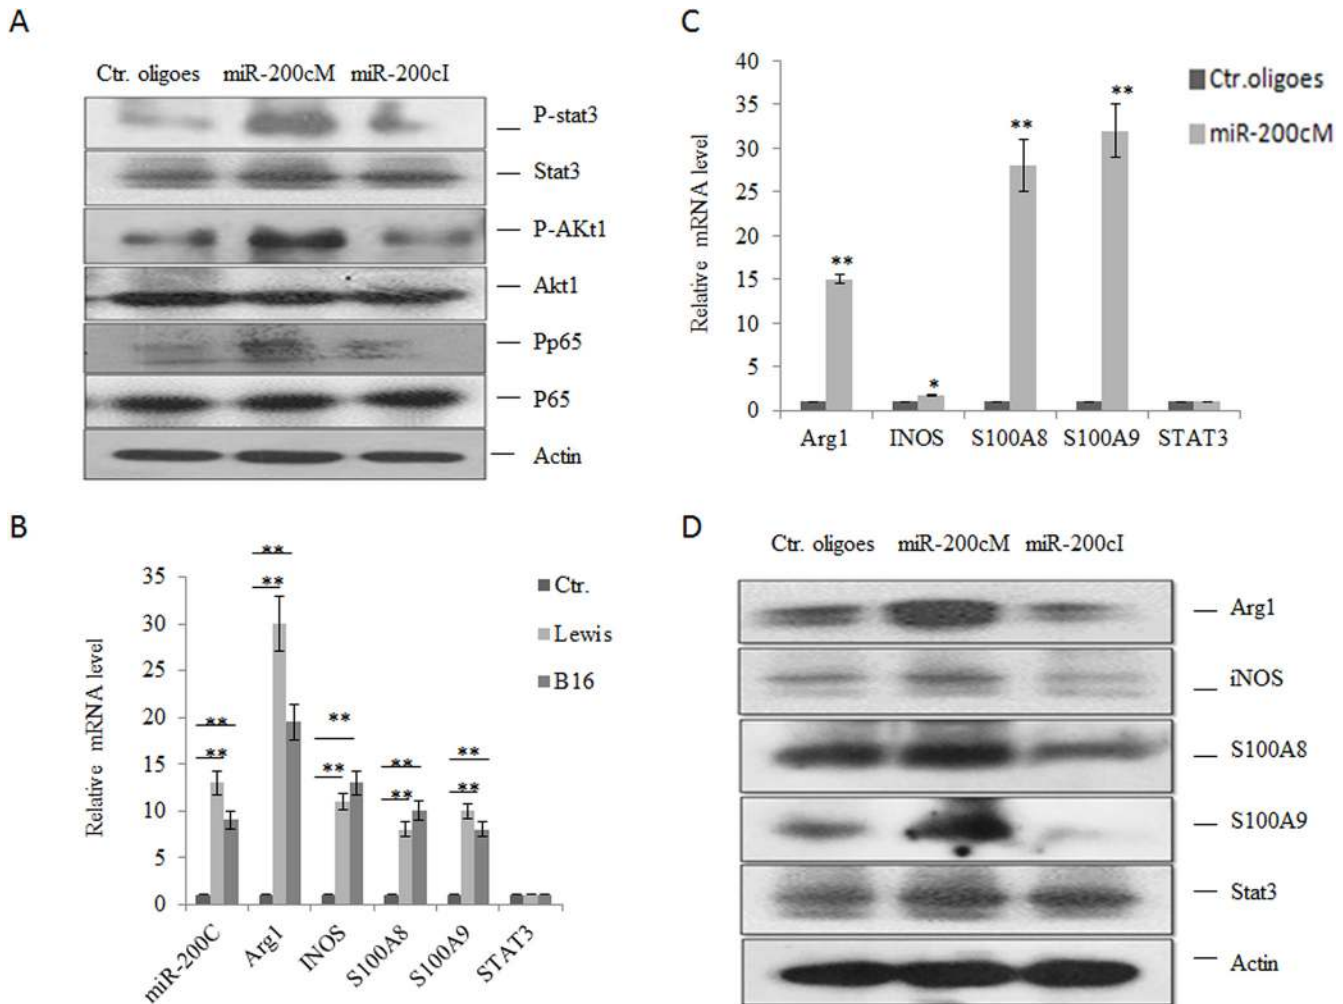 A
Ctr. oligoes miR-200cM miR-200cI
P-stat3
Stat3
P-AKt1
Akt1
Pp65
P65
Actin
B
Relative mRNA level
35
30
25
20
15
10
5
0
** ** ** ** **
** ** ** ** **
miR-200C Arg1 INOS S100A8 S100A9 STAT3
Ctr.
Lewis
B16
C
Relative mRNA level
40
35
30
25
20
15
10
5
0
** * ** **
Arg1 INOS S100A8 S100A9 STAT3
Ctr.oligoes
miR-200cM
D
Ctr. oligoes miR-200cM miR-200cI
Arg1
iNOS
S100A8
S100A9
Stat3
Actin